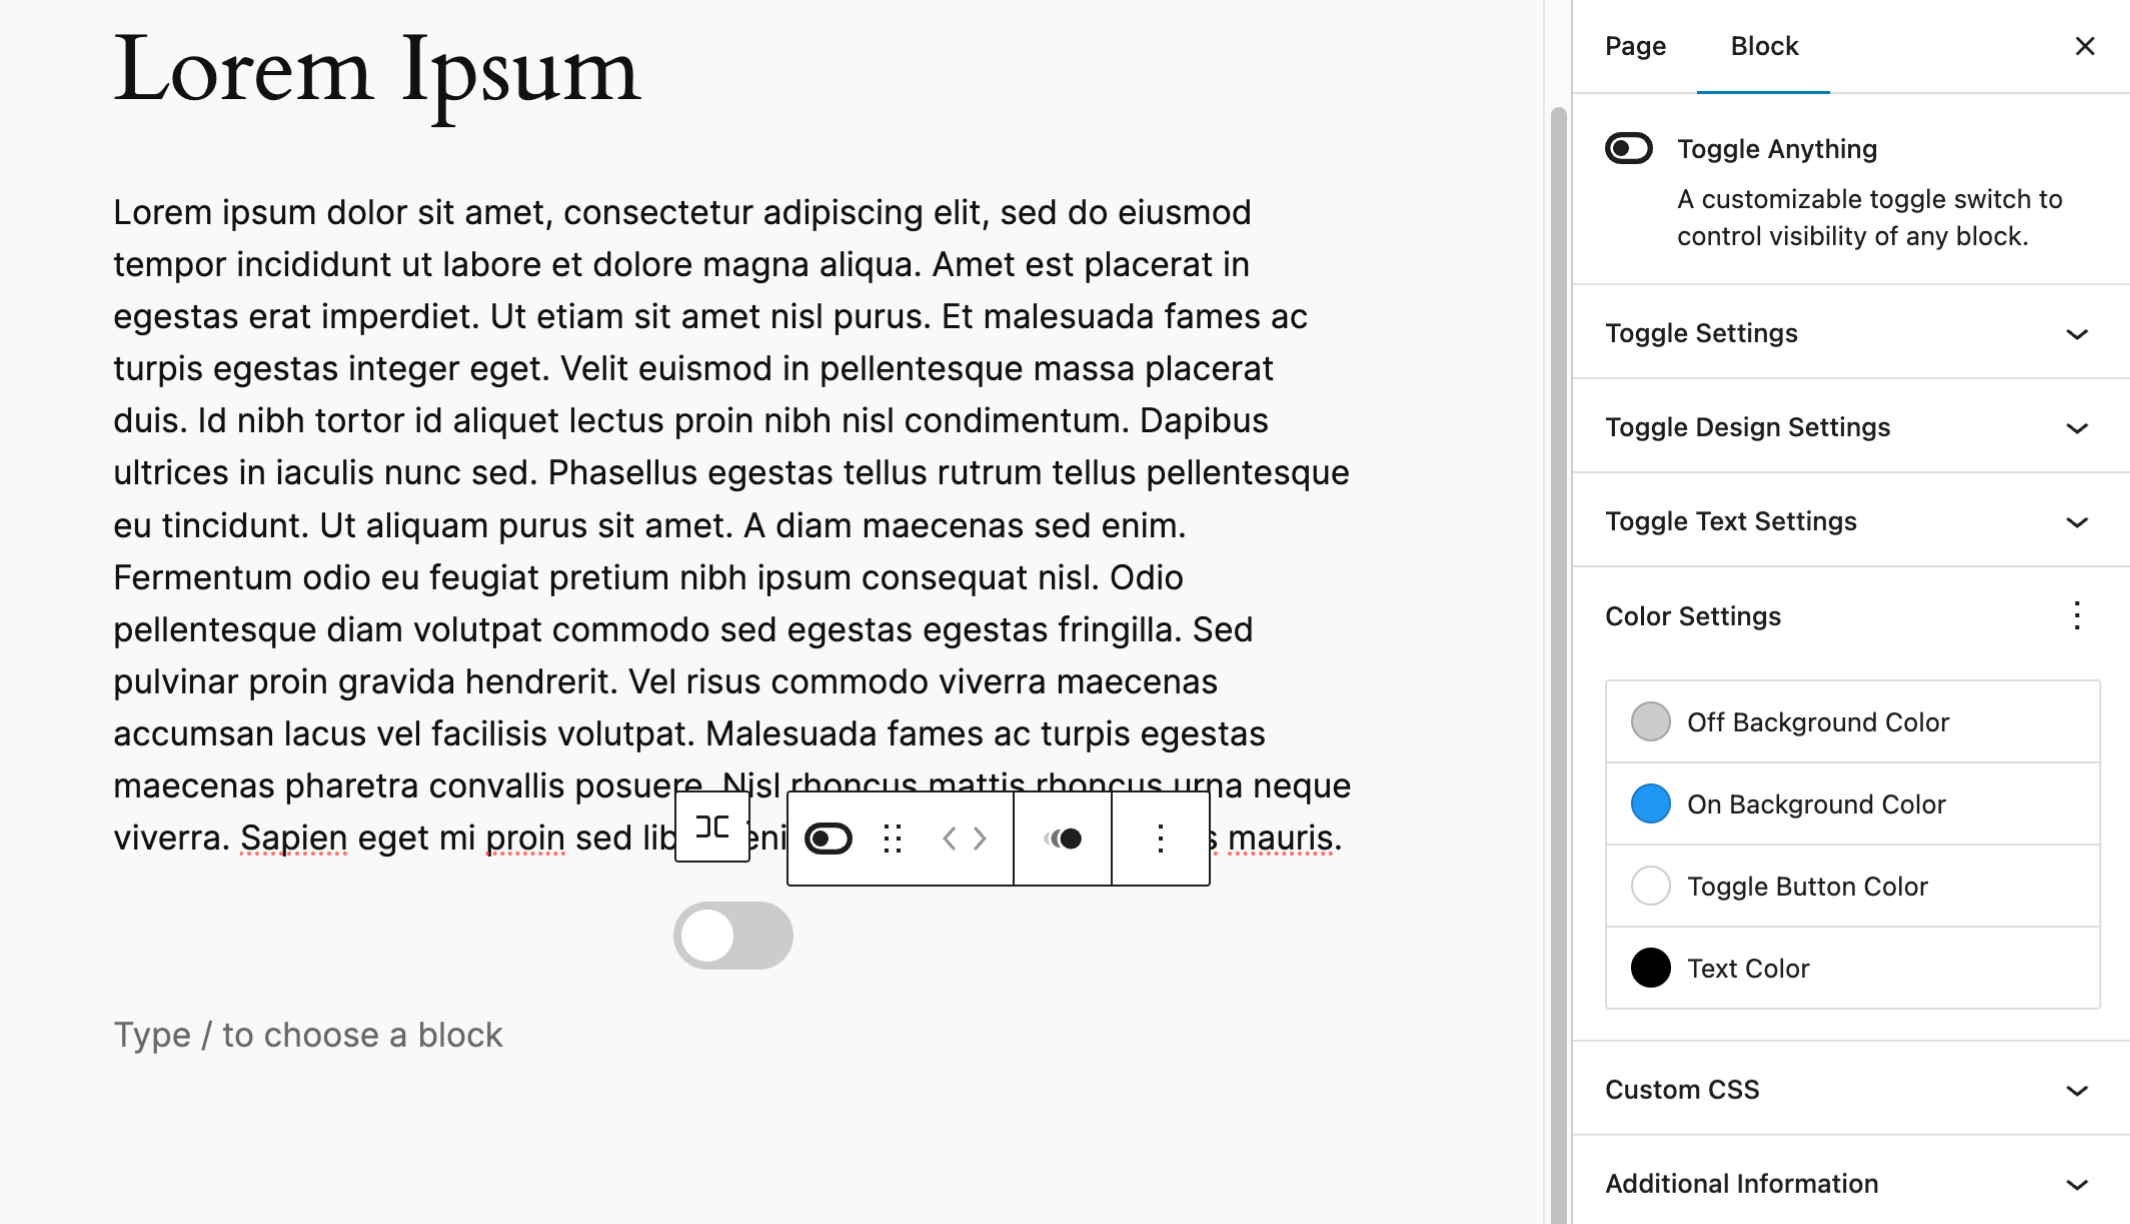 Lorem Ipsum
Lorem ipsum dolor sit amet, consectetur adipiscing elit, sed do eiusmod
tempor incididunt ut labore et dolore magna aliqua. Amet est placerat in
egestas erat imperdiet. Ut etiam sit amet nisl purus. Et malesuada fames ac
turpis egestas integer eget. Velit euismod in pellentesque massa placerat
duis. Id nibh tortor id aliquet lectus proin nibh nisl condimentum. Dapibus
ultrices in iaculis nunc sed. Phasellus egestas tellus rutrum tellus pellentesque
eu tincidunt. Ut aliquam purus sit amet. A diam maecenas sed enim.
Fermentum odio eu feugiat pretium nibh ipsum consequat nisl. Odio
pellentesque diam volutpat commodo sed egestas egestas fringilla. Sed
pulvinar proin gravida hendrerit. Vel risus commodo viverra maecenas
accumsan lacus vel facilisis volutpat. Malesuada fames ac turpis egestas
maecenas pharetra convallis posuere. Nisl rhoncus mattis rhoncus urna neque
viverra. Sapien eget mi proin sed mauris.
Type / to choose a block
Page
Block
Toggle Anything
A customizable toggle switch to
control visibility of any block.
Toggle Settings
Toggle Design Settings
Toggle Text Settings
Color Settings
Off Background Color
On Background Color
Toggle Button Color
Text Color
Custom CSS
Additional Information